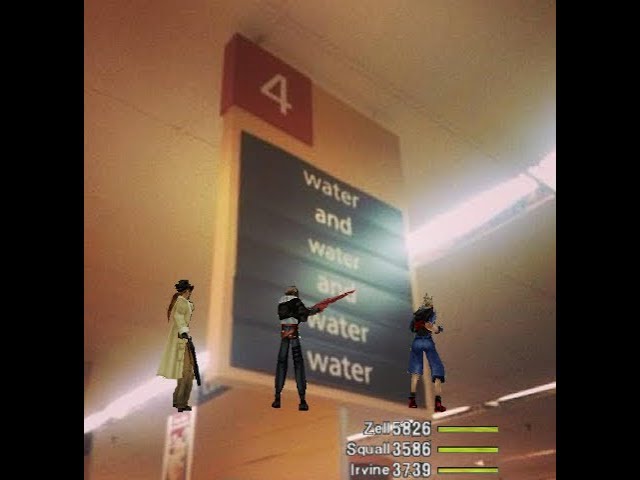 4
water
and
water
and
water
water
Zell 5826
Squall 3586
Irvine 3739